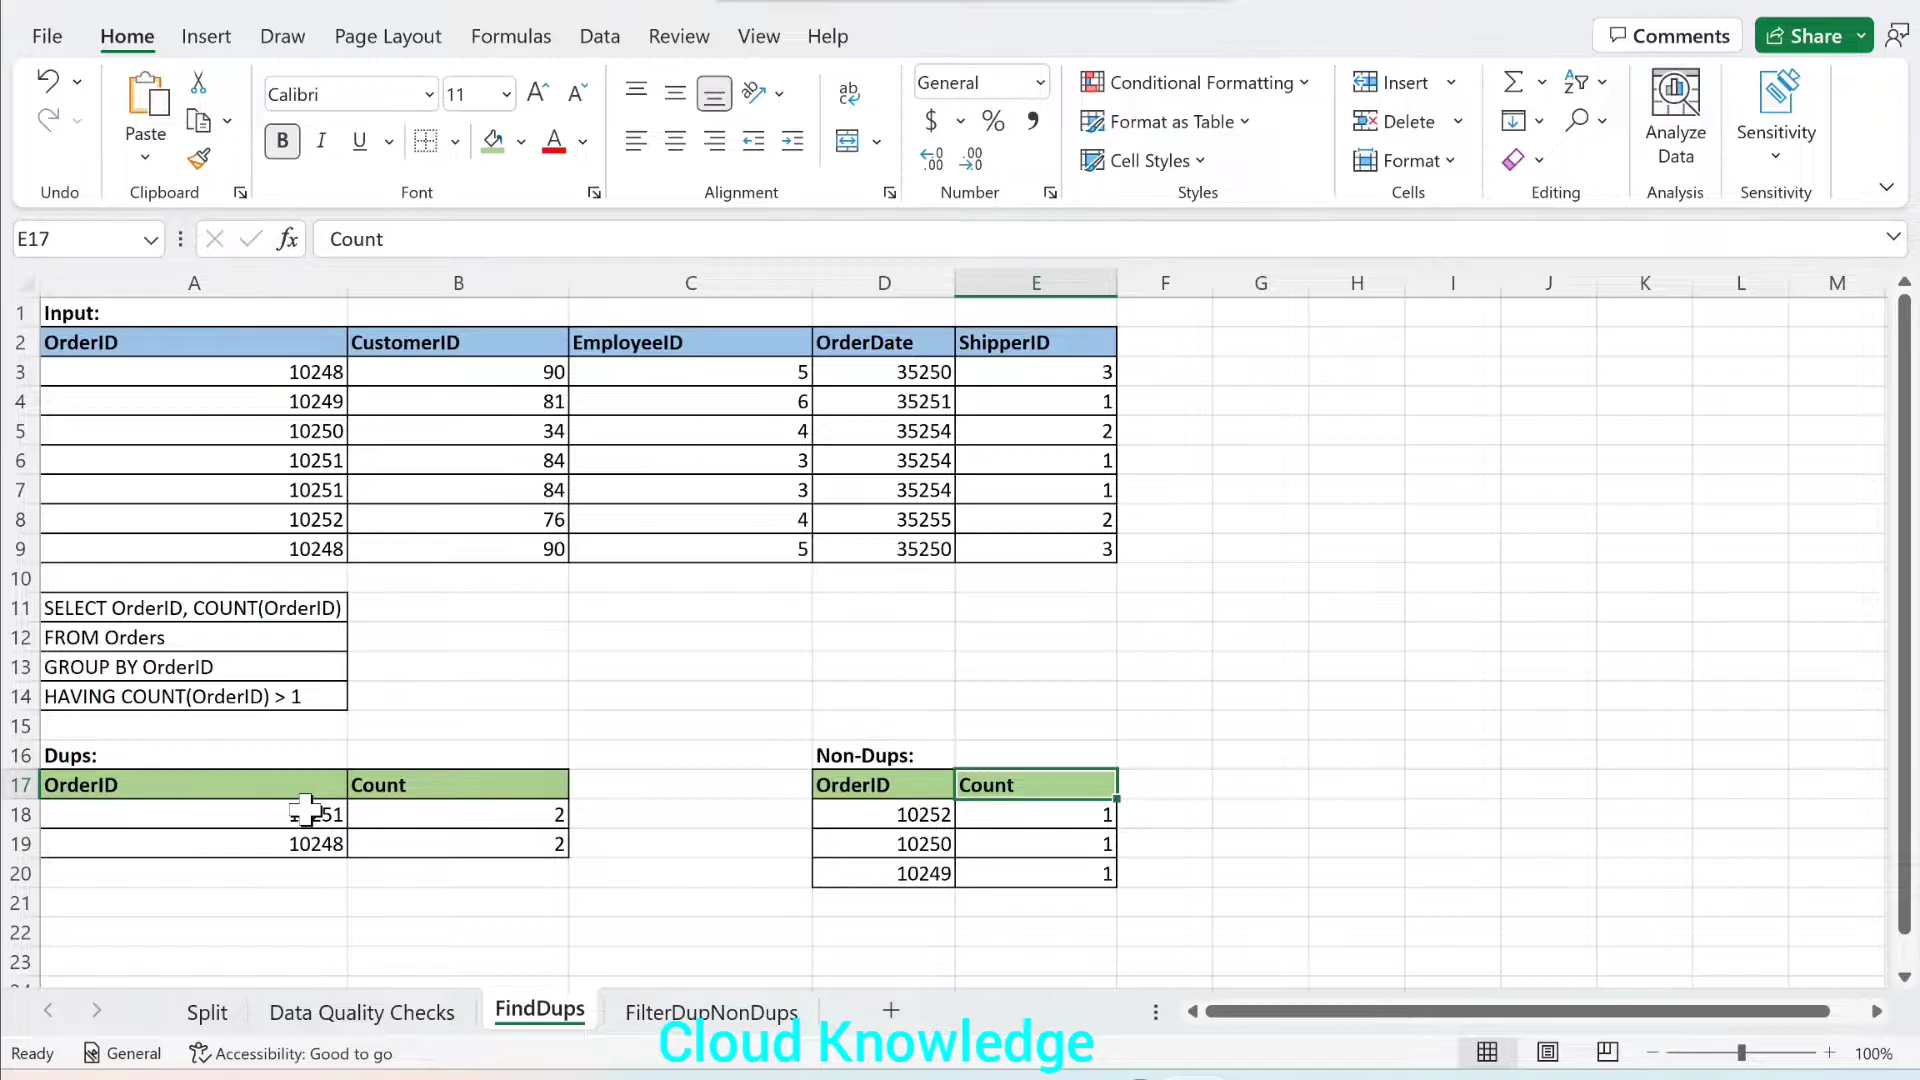 File Home Insert Draw Page Layout Formulas Data Review View Help Comments Share
Calibri 11 General Conditional Formatting Insert
Paste B I U A $ % Format as Table Delete Analyze Data Sensitivity
Cell Styles Format
Undo Clipboard Font Alignment Number Styles Cells Editing Analysis Sensitivity
E17 fx Count
A B C D E F G H I J K L M
1 Input:
2 OrderID CustomerID EmployeeID OrderDate ShipperID
3 10248 90 5 35250 3
4 10249 81 6 35251 1
5 10250 34 4 35254 2
6 10251 84 3 35254 1
7 10251 84 3 35254 1
8 10252 76 4 35255 2
9 10248 90 5 35250 3
10
11 SELECT OrderID, COUNT(OrderID)
12 FROM Orders
13 GROUP BY OrderID
14 HAVING COUNT(OrderID) > 1
15
16 Dups: Non-Dups:
17 OrderID Count OrderID Count
18 2 10252 1
19 10248 2 10250 1
20 10249 1
21
22
23
Split Data Quality Checks FindDups FilterDupNonDups
Cloud Knowledge
Ready General Accessibility: Good to go 100%